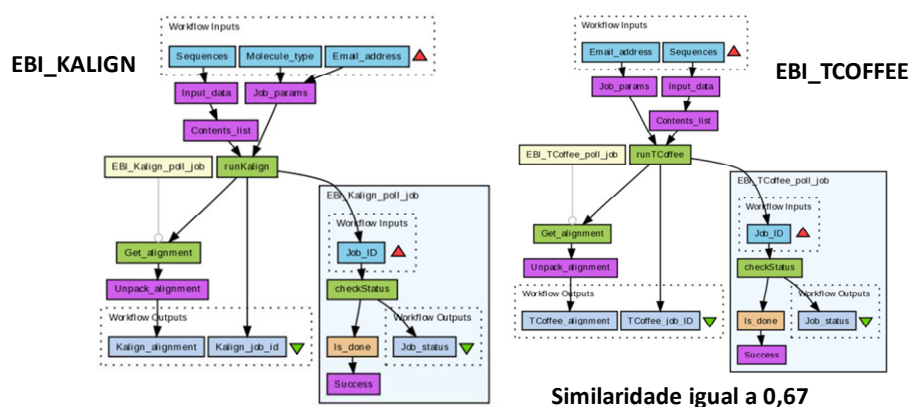 EBI_KALIGN
Workflow Inputs
Sequences Molecule_type Email_address
Input_data Job_params
Contents_list
EBI_Kalign_poll_job runKalign
EBI_Kalign_poll_job
Workflow Inputs
Get_alignment Job_ID
Unpack_alignment checkStatus
Workflow Outputs Workflow Outputs
Kalign_alignment Kalign_job_id Is_done Job_status
Success
EBI_TCOFFEE
Workflow Inputs
Email_address Sequences
Job_params Input_data
Contents_list
EBI_TCoffee_poll_job runTCoffee
EBI_TCoffee_poll_job
Workflow Inputs
Get_alignment Job_ID
Unpack_alignment checkStatus
Workflow Outputs Workflow Outputs
TCoffee_alignment TCoffee_job_ID Is_done Job_status
Success
Similaridade igual a 0,67